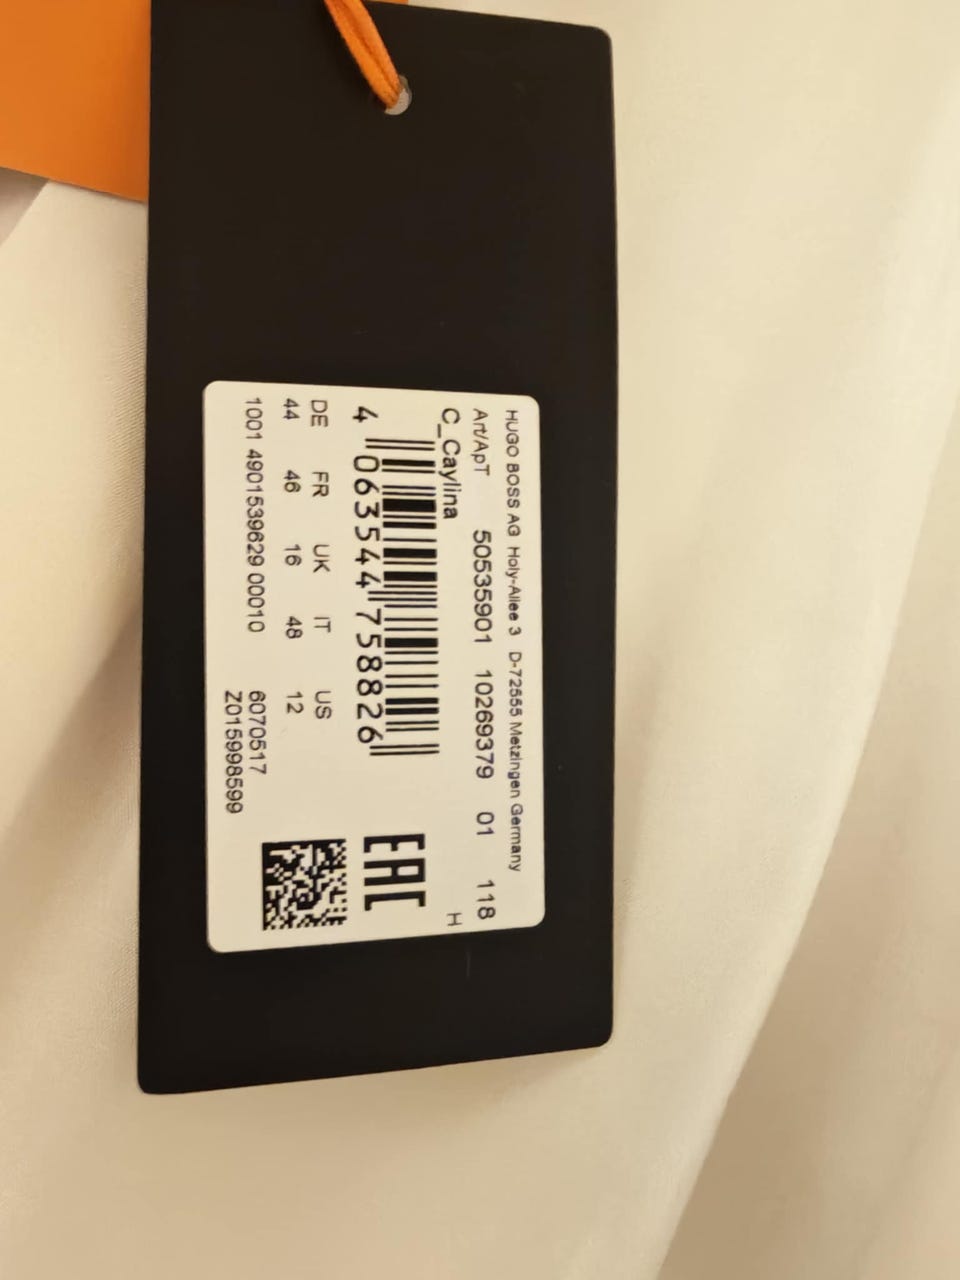 HUGO BOSS AG Holy-Allee 3 D-72555 Metzingen Germany
Art/АрТ 50535901 10269379 01 118
C_Caylina H
4 063544 758826
EAC
DE FR UK IT US
44 46 16 48 12
1001 4901539629 00010 6070517
Z015998599